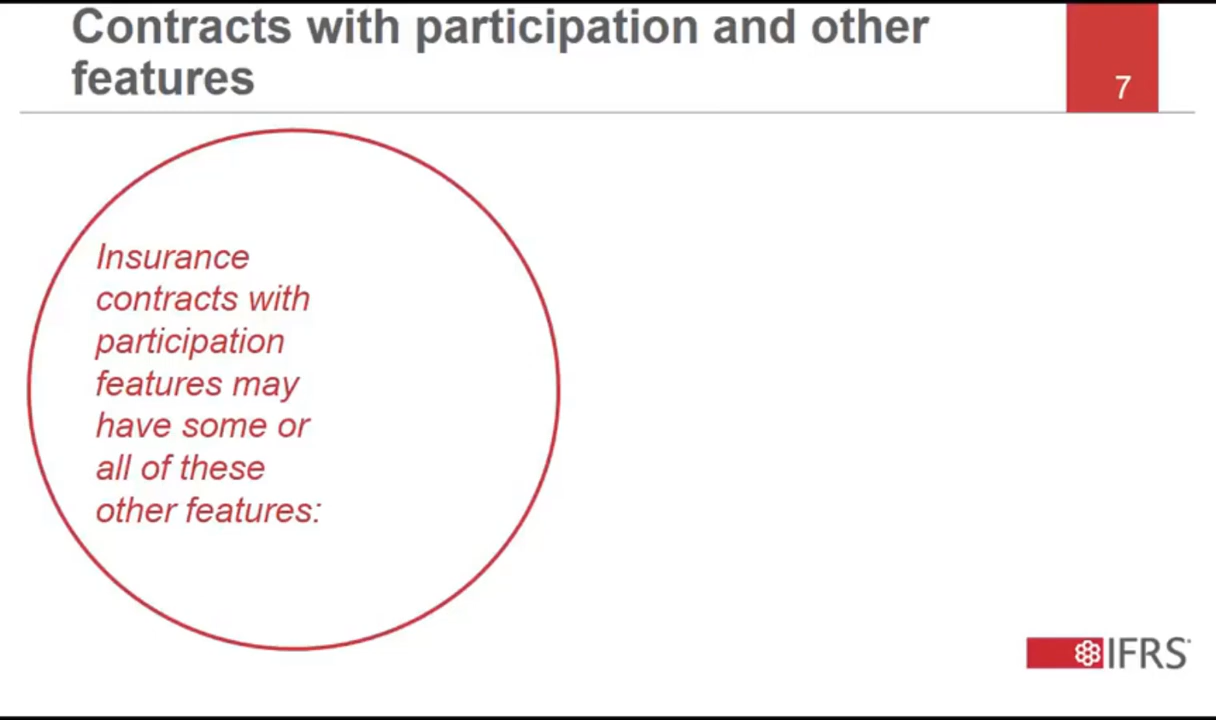 Contracts with participation and other
features
7
Insurance
contracts with
participation
features may
have some or
all of these
other features:
IFRS